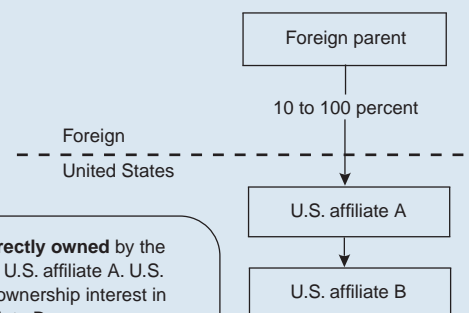 Foreign parent
10 to 100 percent
Foreign
United States
U.S. affiliate A
rectly owned by the
U.S. affiliate A. U.S.
ownership interest in
U.S. affiliate B